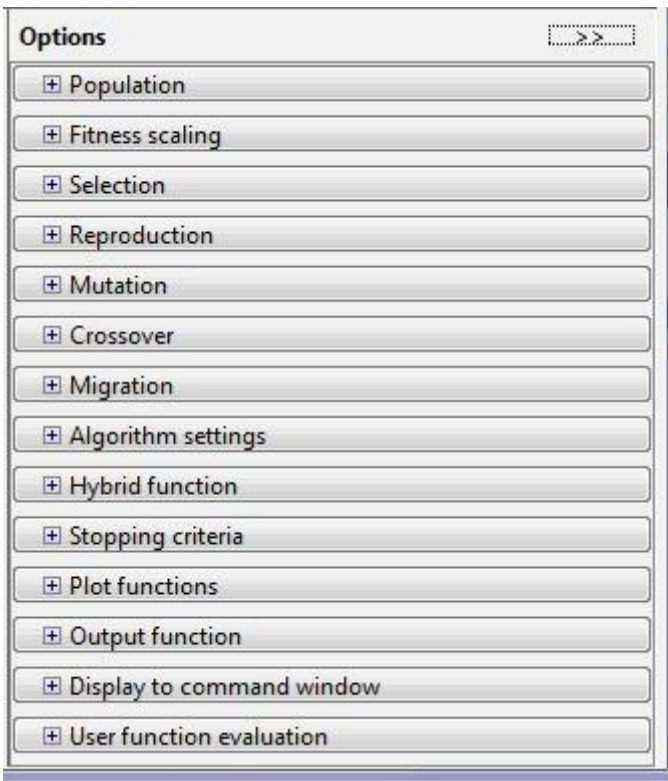 Options >>
Population
Fitness scaling
Selection
Reproduction
Mutation
Crossover
Migration
Algorithm settings
Hybrid function
Stopping criteria
Plot functions
Output function
Display to command window
User function evaluation